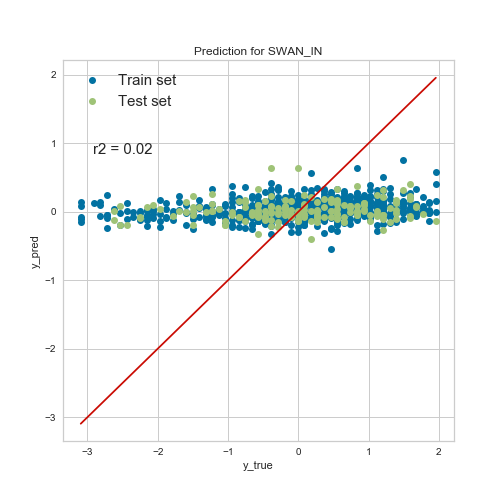 Prediction for SWAN_IN
Train set
Test set
r2 = 0.02
2
1
0
−1
−2
−3
y_pred
−3
−2
−1
0
1
2
y_true